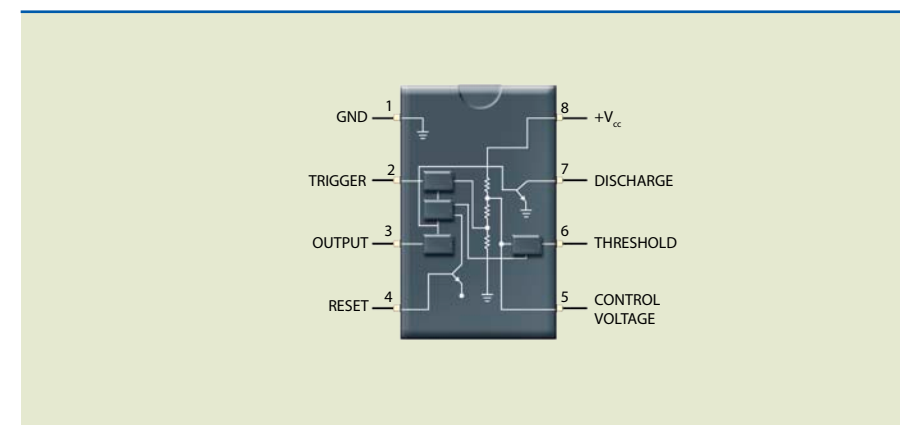 GND 1
8 +Vcc
TRIGGER 2
7 DISCHARGE
OUTPUT 3
6 THRESHOLD
RESET 4
5 CONTROL
VOLTAGE